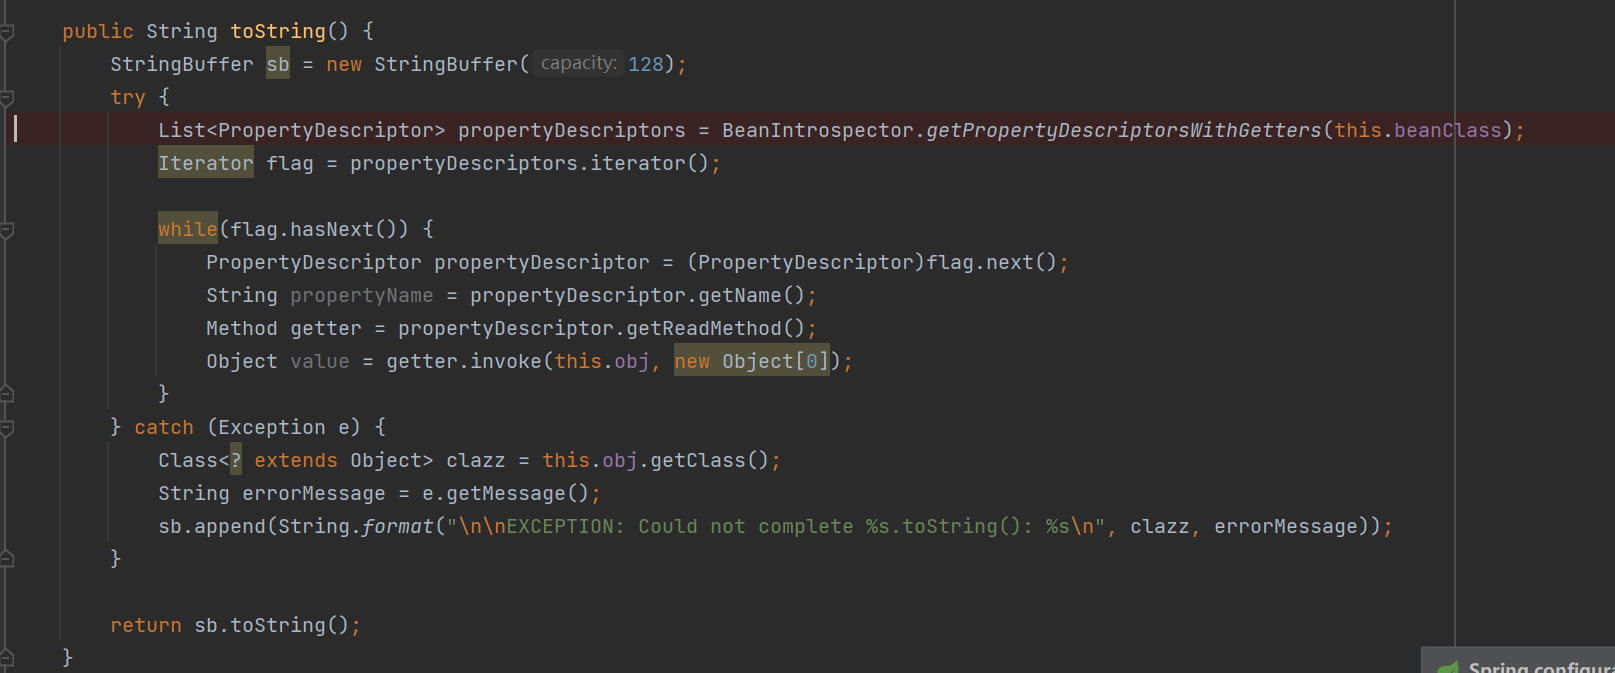 public String toString() {
StringBuffer sb = new StringBuffer( capacity: 128);
try {
List<PropertyDescriptor> propertyDescriptors = BeanIntrospector.getPropertyDescriptorsWithGetters(this.beanClass);
Iterator flag = propertyDescriptors.iterator();
while(flag.hasNext()) {
PropertyDescriptor propertyDescriptor = (PropertyDescriptor)flag.next();
String propertyName = propertyDescriptor.getName();
Method getter = propertyDescriptor.getReadMethod();
Object value = getter.invoke(this.obj, new Object[0]);
}
} catch (Exception e) {
Class<? extends Object> clazz = this.obj.getClass();
String errorMessage = e.getMessage();
sb.append(String.format("\n\nEXCEPTION: Could not complete %s.toString(): %s\n", clazz, errorMessage));
}
return sb.toString();
}
Spring